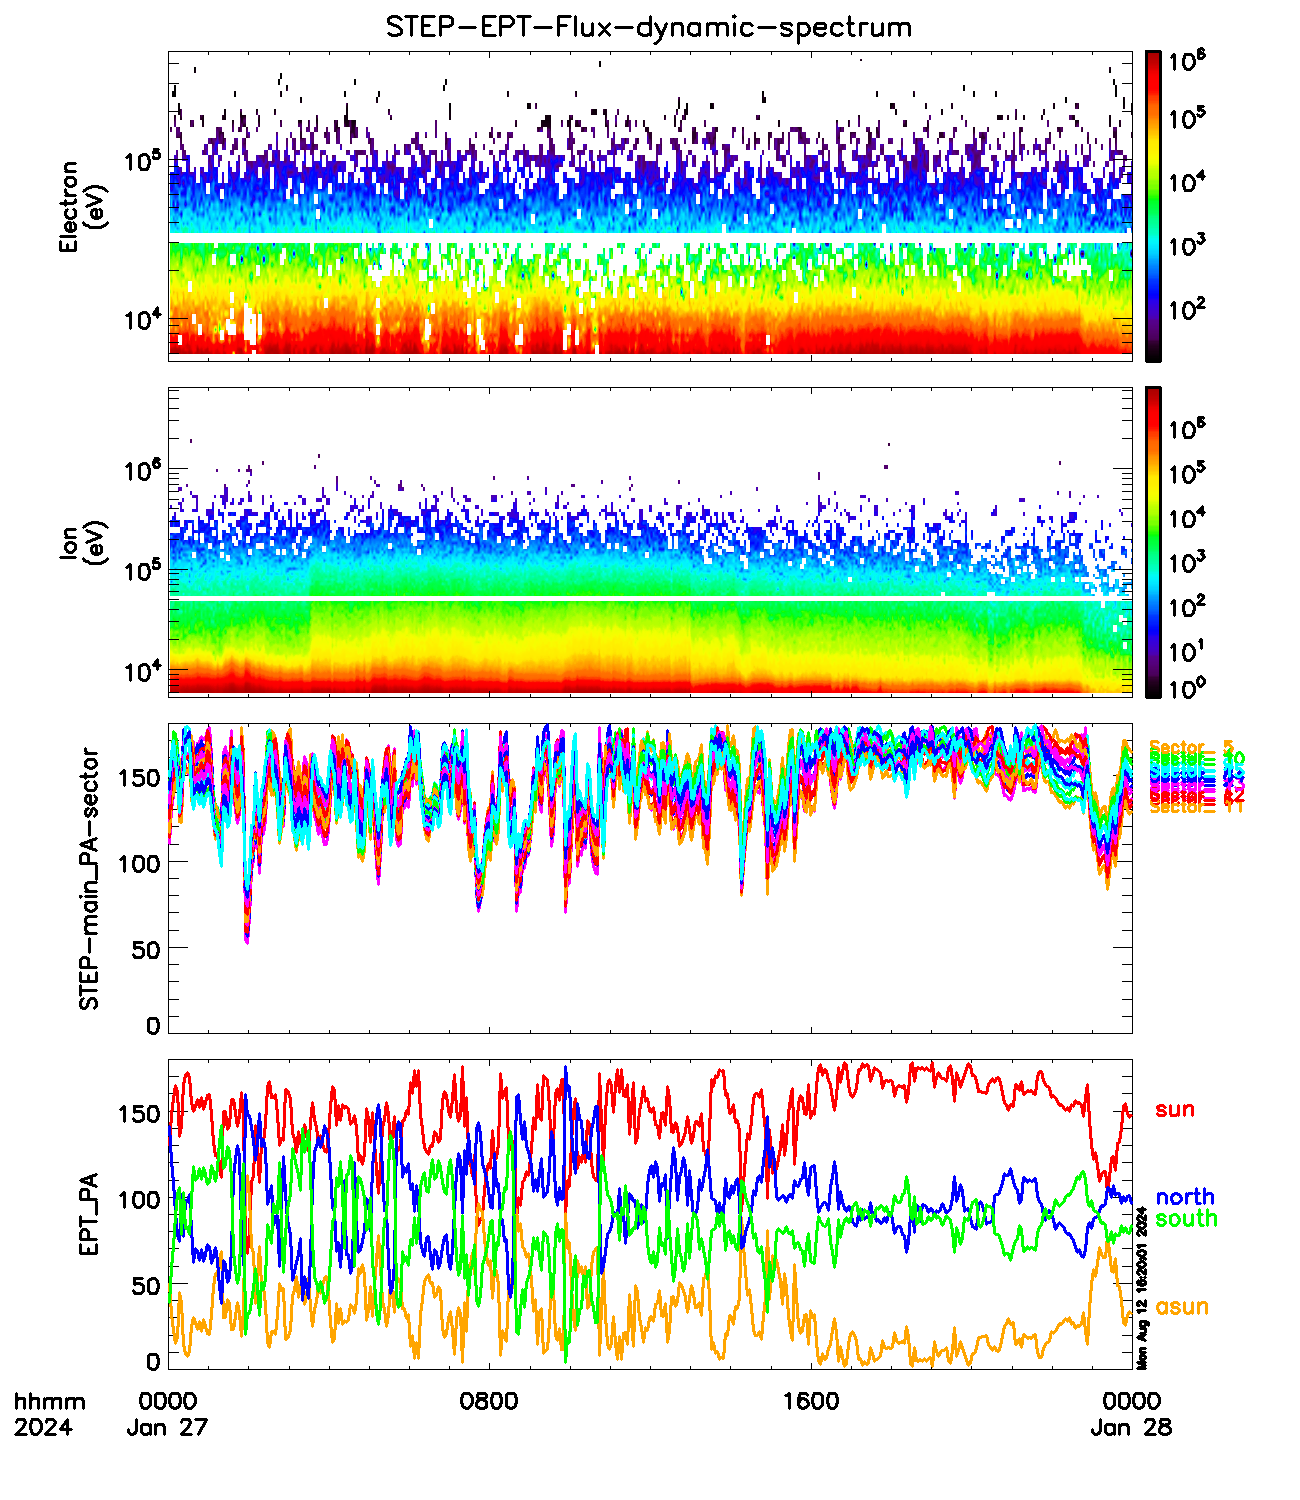 STEP-EPT-Flux-dynamic-spectrum
Electron
(eV)
10^5
10^4
10^6
10^5
10^4
10^3
10^2
Ion
(eV)
10^6
10^5
10^4
10^6
10^5
10^4
10^3
10^2
10^1
10^0
STEP-main_PA-sector
150
100
50
0
Sector_ 5
Sector_ 11
EPT_PA
150
100
50
0
sun
north
south
asun
Mon Aug 12 16:20:01 2024
hhmm
2024
0000
Jan 27
0800
1600
0000
Jan 28